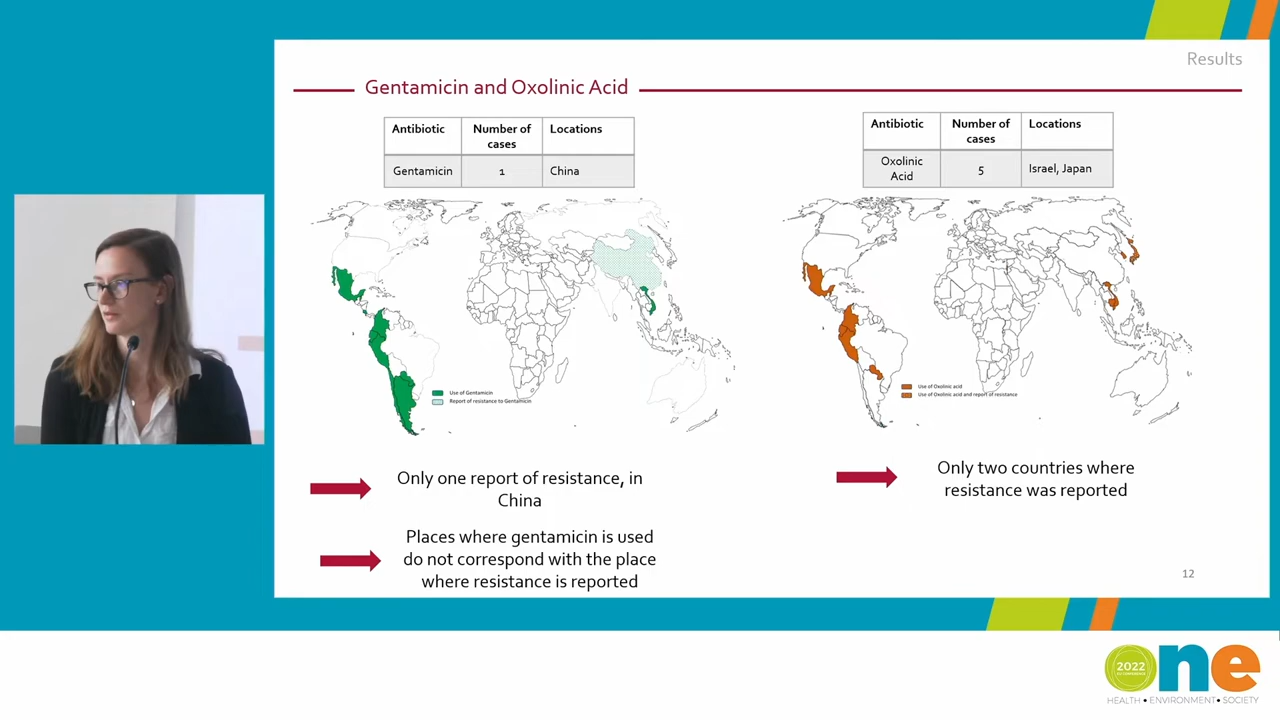 Results
Gentamicin and Oxolinic Acid
Antibiotic
Number of
cases
Locations
Gentamicin
1
China
Antibiotic
Number of
cases
Locations
Oxolinic
Acid
5
Israel, Japan
Use of Gentamicin
Report of resistance to Gentamicin
Use of Oxolinic acid
Use of Oxolinic acid and report of resistance
Only one report of resistance, in
China
Places where gentamicin is used
do not correspond with the place
where resistance is reported
Only two countries where
resistance was reported
12
2022
one
HEALTH • ENVIRONMENT • SOCIETY